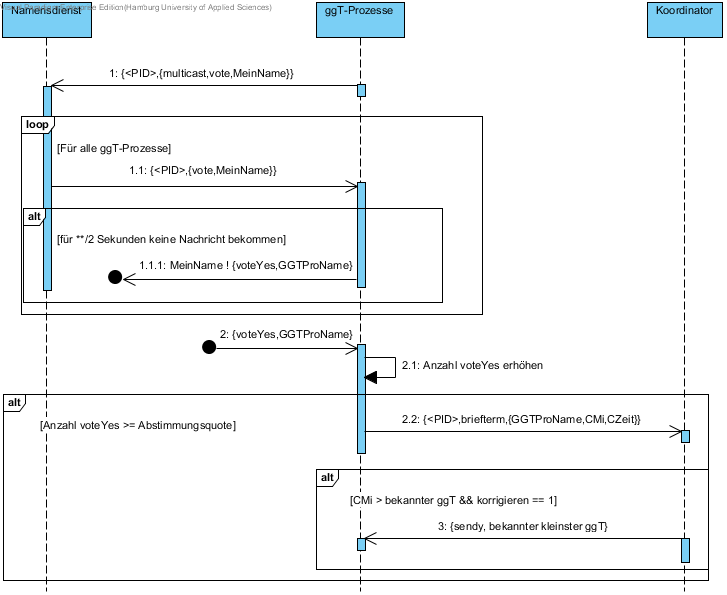 Edition(Hamburg University of Applied Sciences)
Namensdienst
ggT-Prozesse
Koordinator
1: {<PID>,{multicast,vote,MeinName}}
loop
[Für alle ggT-Prozesse]
1.1: {<PID>,{vote,MeinName}}
alt
[für **/2 Sekunden keine Nachricht bekommen]
1.1.1: MeinName ! {voteYes,GGTProName}
2: {voteYes,GGTProName}
2.1: Anzahl voteYes erhöhen
alt
[Anzahl voteYes >= Abstimmungsquote]
2.2: {<PID>,briefterm,{GGTProName,CMi,CZeit}}
alt
[CMi > bekannter ggT && korrigieren == 1]
3: {sendy, bekannter kleinster ggT}